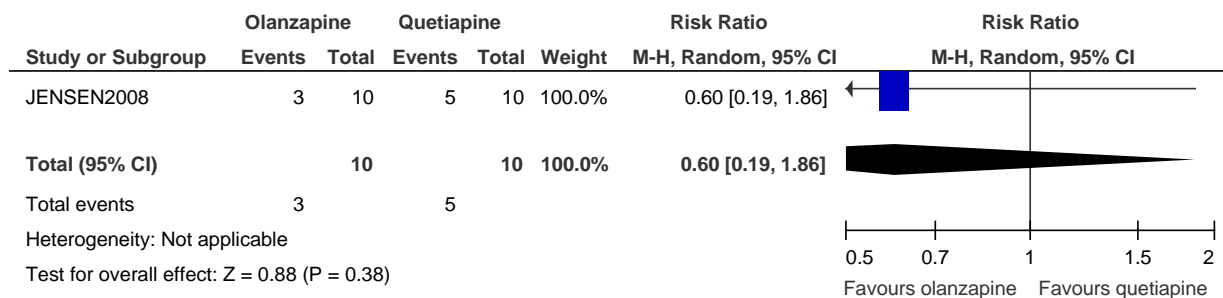 Olanzapine Quetiapine Risk Ratio Risk Ratio
Study or Subgroup Events Total Events Total Weight M-H, Random, 95% CI M-H, Random, 95% CI
JENSEN2008 3 10 5 10 100.0% 0.60 [0.19, 1.86]
Total (95% CI) 10 10 100.0% 0.60 [0.19, 1.86]
Total events 3 5
Heterogeneity: Not applicable
Test for overall effect: Z = 0.88 (P = 0.38)
0.5 0.7 1 1.5 2
Favours olanzapine Favours quetiapine